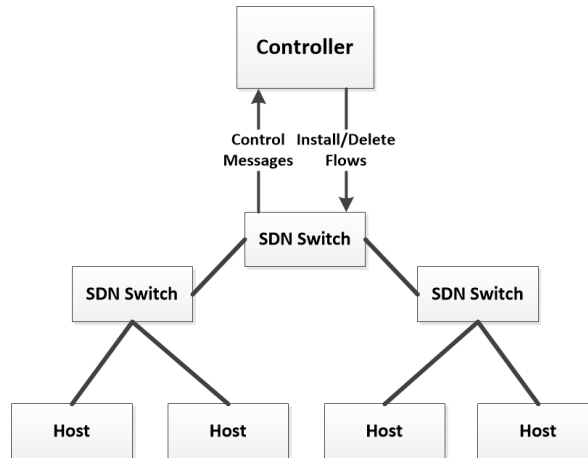 Controller
Control
Messages
Install/Delete
Flows
SDN Switch
SDN Switch
SDN Switch
Host
Host
Host
Host